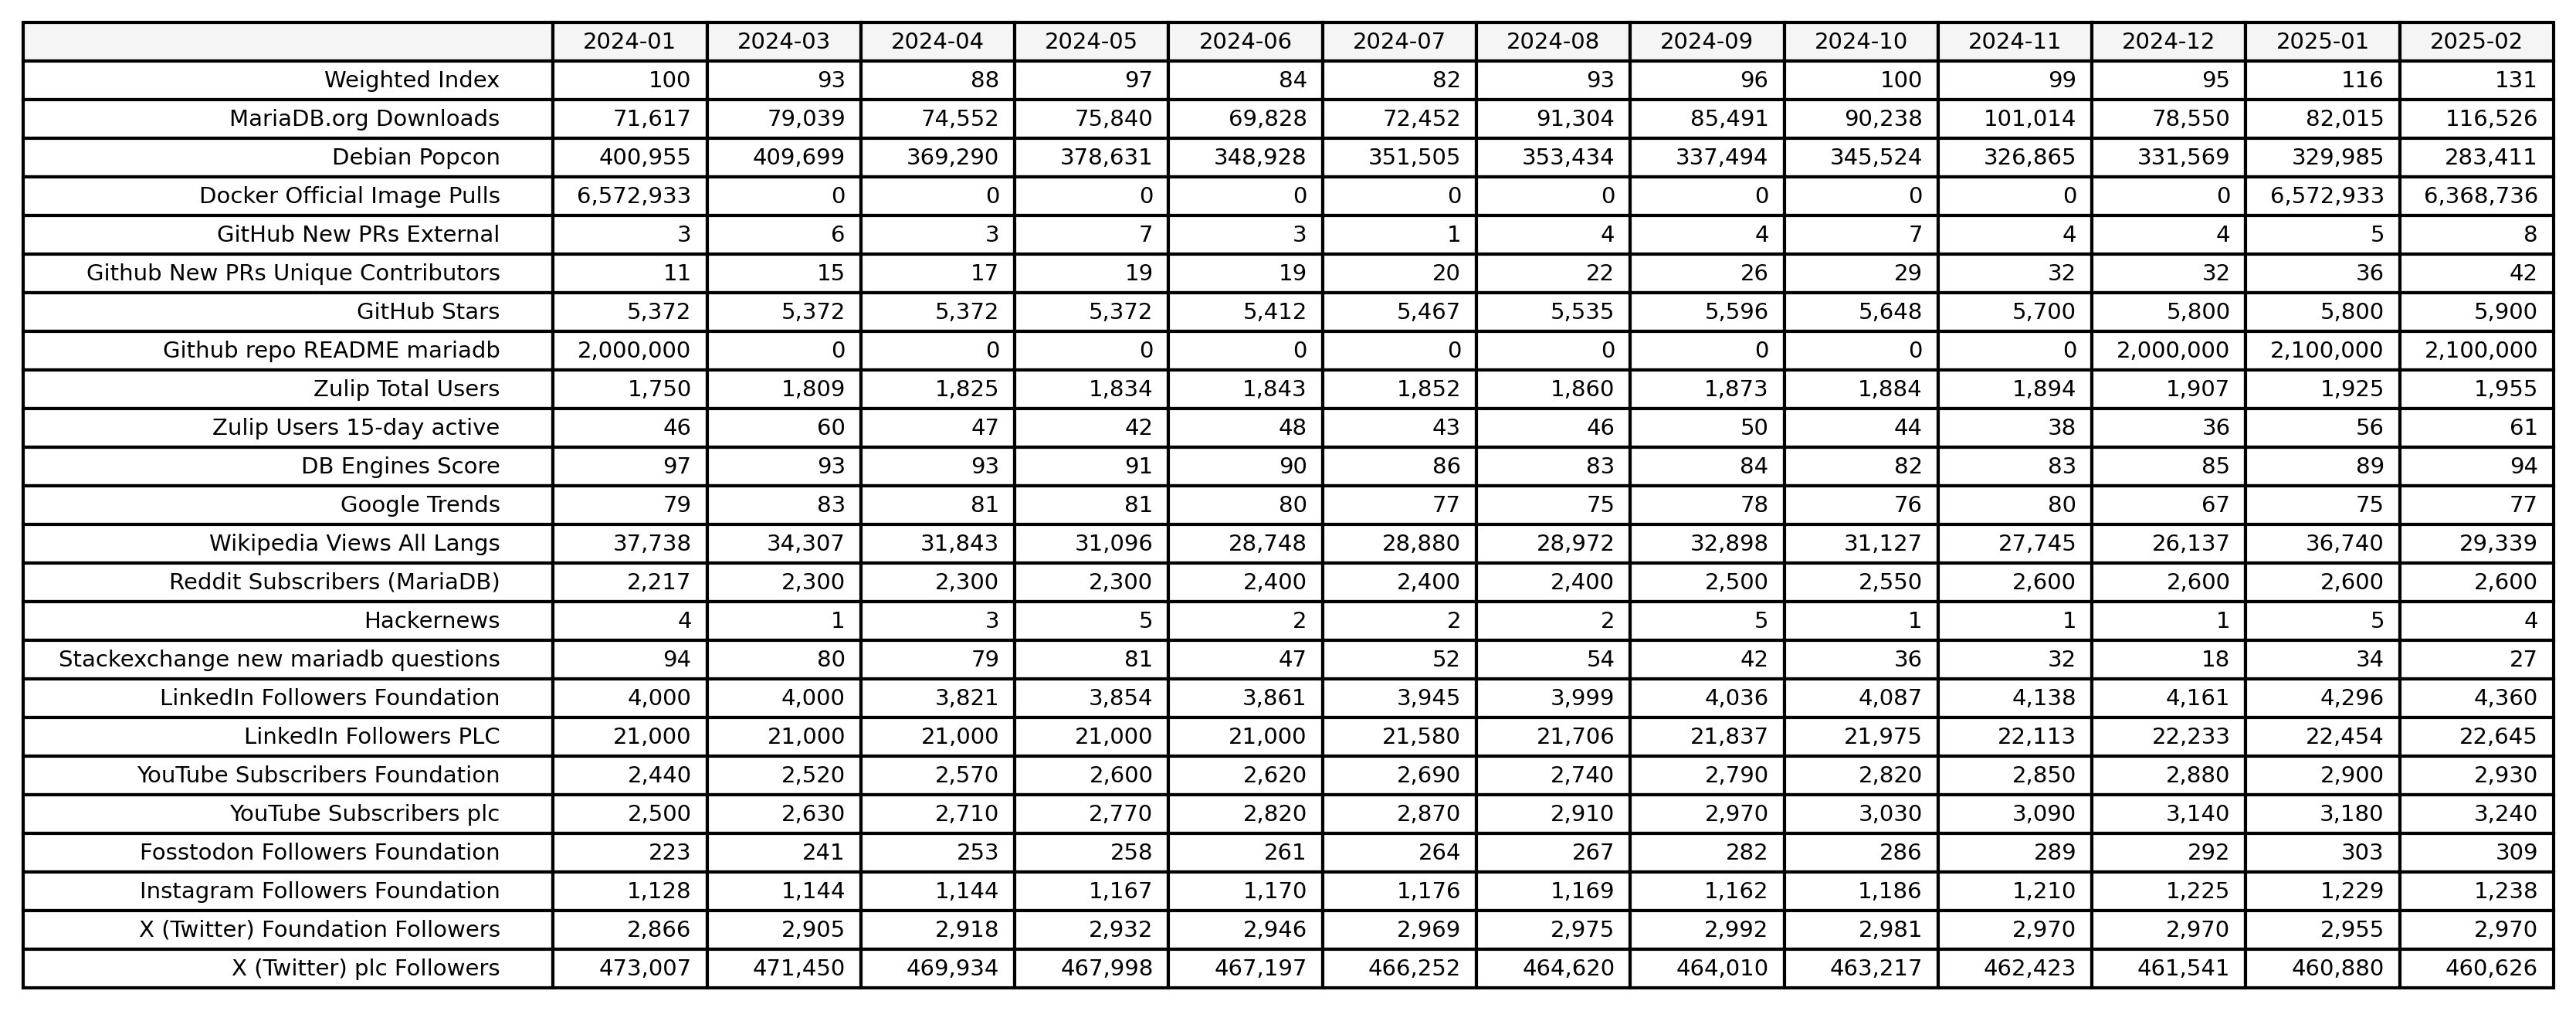 2024-01 2024-03 2024-04 2024-05 2024-06 2024-07 2024-08 2024-09 2024-10 2024-11 2024-12 2025-01 2025-02
Weighted Index 100 93 88 97 84 82 93 96 100 99 95 116 131
MariaDB.org Downloads 71,617 79,039 74,552 75,840 69,828 72,452 91,304 85,491 90,238 101,014 78,550 82,015 116,526
Debian Popcon 400,955 409,699 369,290 378,631 348,928 351,505 353,434 337,494 345,524 326,865 331,569 329,985 283,411
Docker Official Image Pulls 6,572,933 0 0 0 0 0 0 0 0 0 0 6,572,933 6,368,736
GitHub New PRs External 3 6 3 7 3 1 4 4 7 4 4 5 8
Github New PRs Unique Contributors 11 15 17 19 19 20 22 26 29 32 32 36 42
GitHub Stars 5,372 5,372 5,372 5,372 5,412 5,467 5,535 5,596 5,648 5,700 5,800 5,800 5,900
Github repo README mariadb 2,000,000 0 0 0 0 0 0 0 0 0 2,000,000 2,100,000 2,100,000
Zulip Total Users 1,750 1,809 1,825 1,834 1,843 1,852 1,860 1,873 1,884 1,894 1,907 1,925 1,955
Zulip Users 15-day active 46 60 47 42 48 43 46 50 44 38 36 56 61
DB Engines Score 97 93 93 91 90 86 83 84 82 83 85 89 94
Google Trends 79 83 81 81 80 77 75 78 76 80 67 75 77
Wikipedia Views All Langs 37,738 34,307 31,843 31,096 28,748 28,880 28,972 32,898 31,127 27,745 26,137 36,740 29,339
Reddit Subscribers (MariaDB) 2,217 2,300 2,300 2,300 2,400 2,400 2,400 2,500 2,550 2,600 2,600 2,600 2,600
Hackernews 4 1 3 5 2 2 2 5 1 1 1 5 4
Stackexchange new mariadb questions 94 80 79 81 47 52 54 42 36 32 18 34 27
LinkedIn Followers Foundation 4,000 4,000 3,821 3,854 3,861 3,945 3,999 4,036 4,087 4,138 4,161 4,296 4,360
LinkedIn Followers PLC 21,000 21,000 21,000 21,000 21,000 21,580 21,706 21,837 21,975 22,113 22,233 22,454 22,645
YouTube Subscribers Foundation 2,440 2,520 2,570 2,600 2,620 2,690 2,740 2,790 2,820 2,850 2,880 2,900 2,930
YouTube Subscribers plc 2,500 2,630 2,710 2,770 2,820 2,870 2,910 2,970 3,030 3,090 3,140 3,180 3,240
Fosstodon Followers Foundation 223 241 253 258 261 264 267 282 286 289 292 303 309
Instagram Followers Foundation 1,128 1,144 1,144 1,167 1,170 1,176 1,169 1,162 1,186 1,210 1,225 1,229 1,238
X (Twitter) Foundation Followers 2,866 2,905 2,918 2,932 2,946 2,969 2,975 2,992 2,981 2,970 2,970 2,955 2,970
X (Twitter) plc Followers 473,007 471,450 469,934 467,998 467,197 466,252 464,620 464,010 463,217 462,423 461,541 460,880 460,626